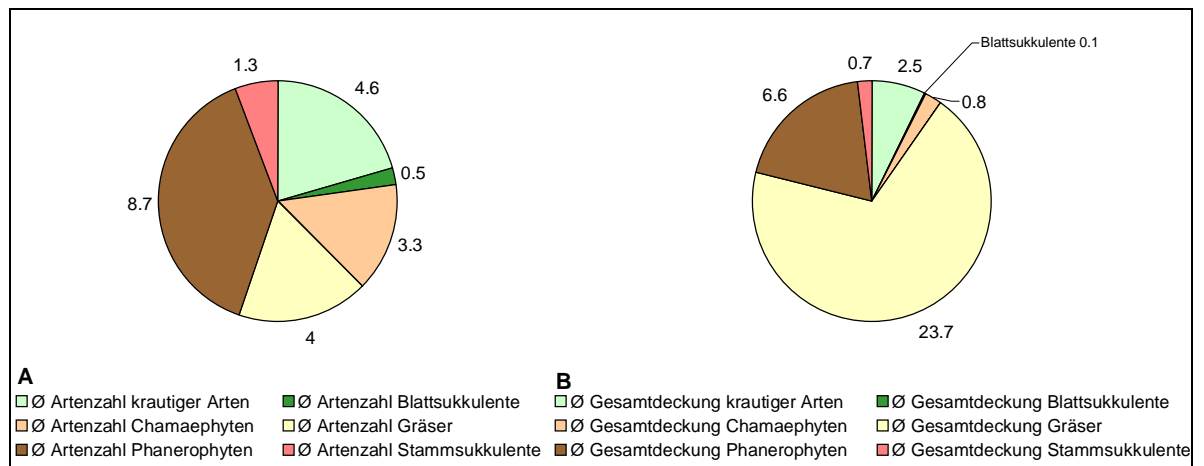 1.3
4.6
0.5
3.3
4
8.7
0.7
2.5
Blattsukkulente 0.1
0.8
6.6
23.7
A
Ø Artenzahl krautiger Arten
Ø Artenzahl Blattsukkulente
Ø Artenzahl Chamaephyten
Ø Artenzahl Gräser
Ø Artenzahl Phanerophyten
Ø Artenzahl Stammsukkulente
B
Ø Gesamtdeckung krautiger Arten
Ø Gesamtdeckung Blattsukkulente
Ø Gesamtdeckung Chamaephyten
Ø Gesamtdeckung Gräser
Ø Gesamtdeckung Phanerophyten
Ø Gesamtdeckung Stammsukkulente